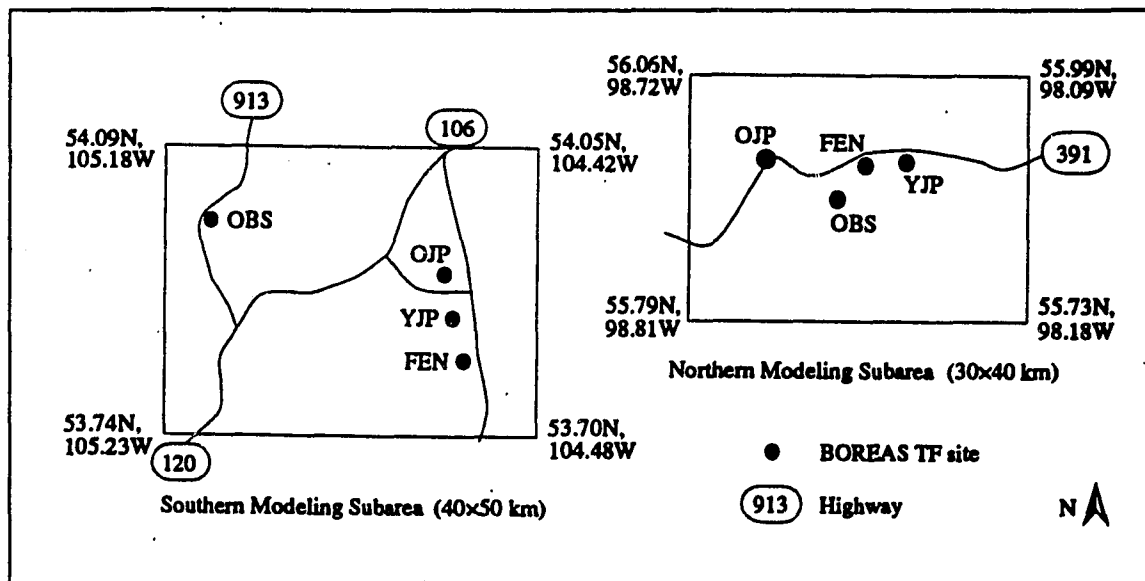 913
54.09N,
105.18W
106
54.05N,
104.42W
OBS
OJP
YJP
FEN
53.74N,
105.23W
120
53.70N,
104.48W
Southern Modeling Subarea (40×50 km)
56.06N,
98.72W
55.99N,
98.09W
OJP
FEN
YJP
391
OBS
55.79N,
98.81W
55.73N,
98.18W
Northern Modeling Subarea (30×40 km)
BOREAS TF site
913 Highway
N